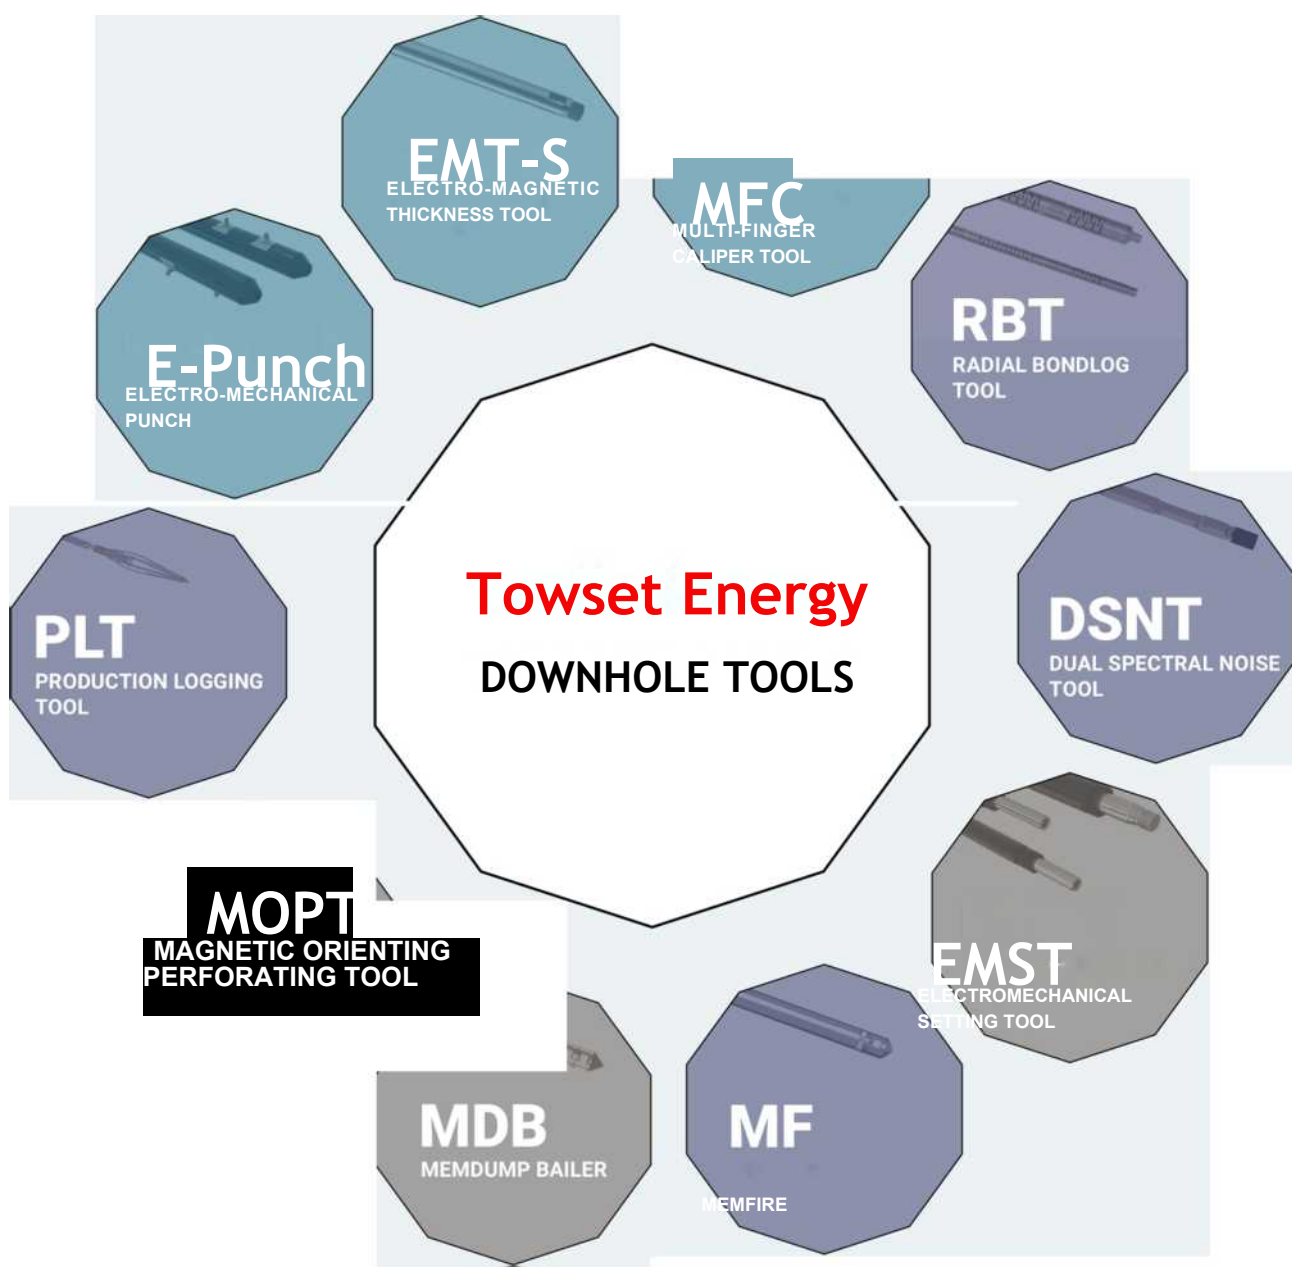 EMT-S
ELECTRO-MAGNETIC
THICKNESS TOOL
MFC
MULTI-FINGER
CALIPER TOOL
RBT
RADIAL BONDLOG
TOOL
E-Punch
ELECTRO-MECHANICAL
PUNCH
Towset Energy
DOWNHOLE TOOLS
PLT
PRODUCTION LOGGING
TOOL
DSNT
DUAL SPECTRAL NOISE
TOOL
MOPT
MAGNETIC ORIENTING
PERFORATING TOOL
EMST
ELECTROMECHANICAL
SETTING TOOL
MDB
MEMDUMP BAILER
MF
MEMFIRE